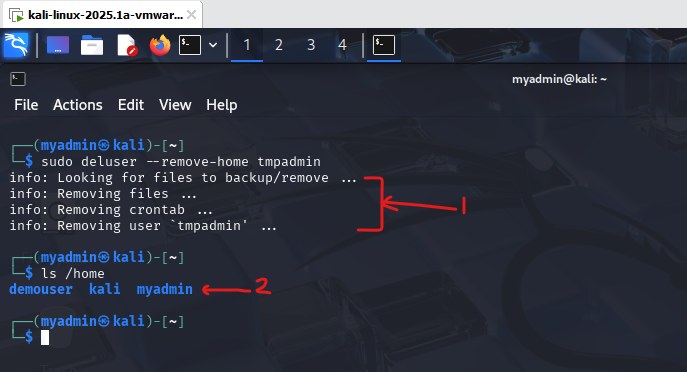 kali-linux-2025.1a-vmwar...
1 2 3 4
myadmin@kali: ~
File Actions Edit View Help
┌──(myadmin㉿kali)-[~]
└─$ sudo deluser --remove-home tmpadmin
info: Looking for files to backup/remove ...
info: Removing files ...
info: Removing crontab ...
info: Removing user `tmpadmin' ...
1
┌──(myadmin㉿kali)-[~]
└─$ ls /home
demouser kali myadmin
2
┌──(myadmin㉿kali)-[~]
└─$